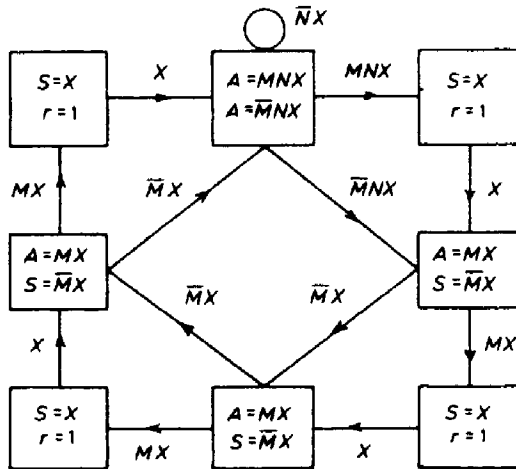 N̅X
S=X
r=1
X
A=MNX
A=M̅NX
MNX
S=X
r=1
MX
M̅X
M̅NX
X
A=MX
S=M̅X
A=MX
S=M̅X
M̅X
M̅X
X
MX
S=X
r=1
MX
A=MX
S=M̅X
X
S=X
r=1